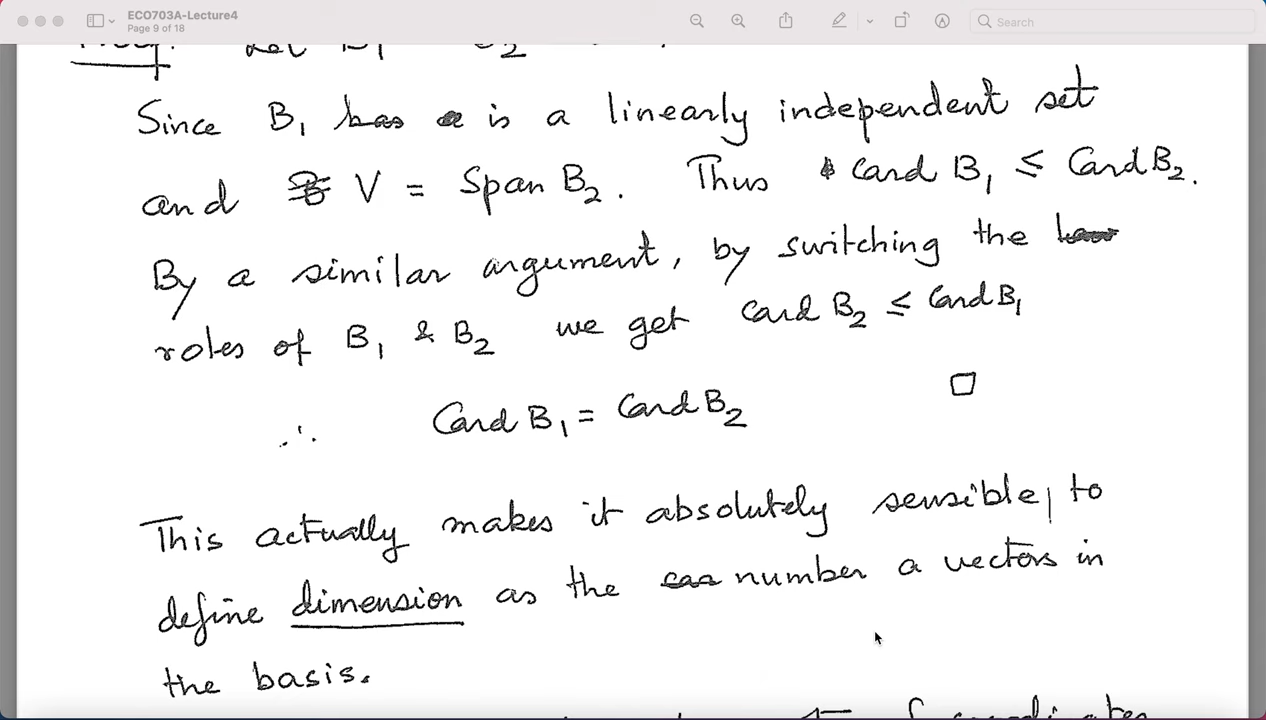 ECO703A-Lecture4
Page 9 of 18
Search
Let B1
Since B1 is a linearly independent set
and V = Span B2. Thus Card B1 ≤ Card B2.
By a similar argument, by switching the
roles of B1 & B2 we get Card B2 ≤ Card B1
□
∴ Card B1 = Card B2
This actually makes it absolutely sensible, to
define dimension as the number a vectors in
the basis.